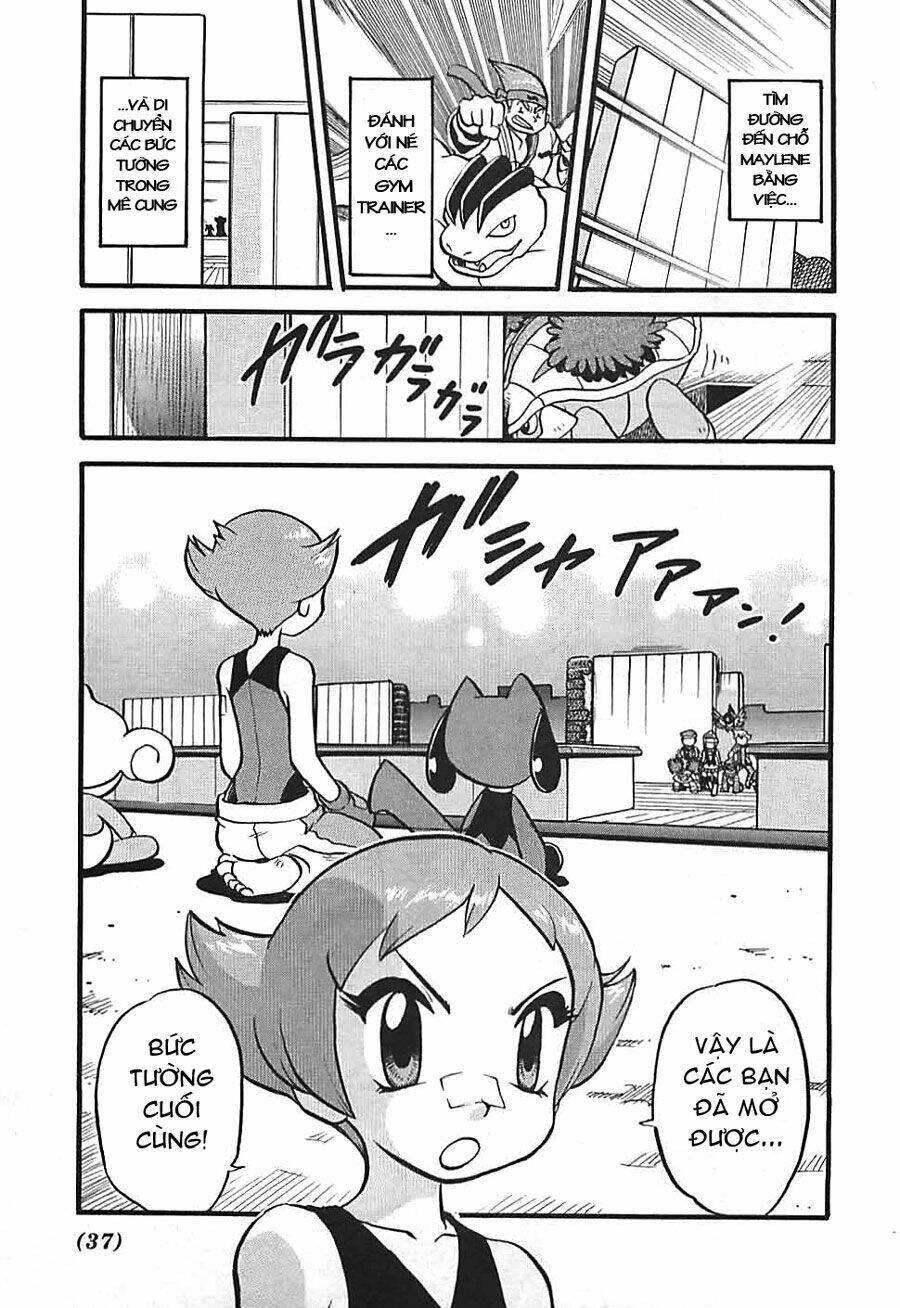 TÌM
ĐƯỜNG
ĐẾN CHỖ
MAYLENE
BẰNG
VIỆC...
ĐÁNH
VỚI NÉ
CÁC
GYM
TRAINER
...
...VÀ DI
CHUYỂN
CÁC BỨC
TƯỜNG
TRONG
MÊ CUNG
ガラガラガラ
ガシャアアアン!
VẬY LÀ
CÁC BẠN
ĐÃ MỞ
ĐƯỢC...
BỨC
TƯỜNG
CUỐI
CÙNG!
(37)